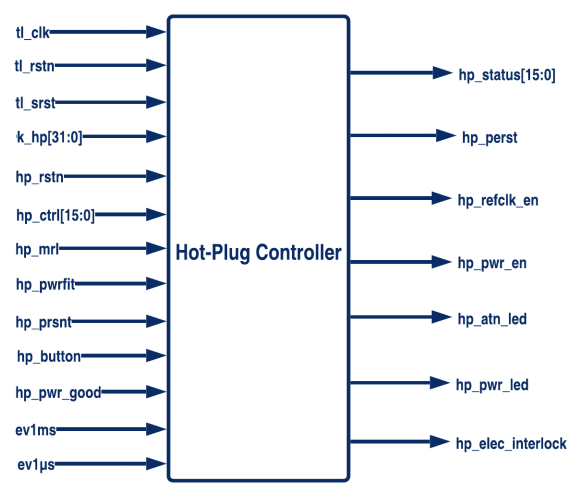 tl_clk
tl_rstn
tl_srst
k_hp[31:0]
hp_rstn
hp_ctrl[15:0]
hp_mrl
hp_pwrfit
hp_prsnt
hp_button
hp_pwr_good
ev1ms
ev1µs
Hot-Plug Controller
hp_status[15:0]
hp_perst
hp_refclk_en
hp_pwr_en
hp_atn_led
hp_pwr_led
hp_elec_interlock